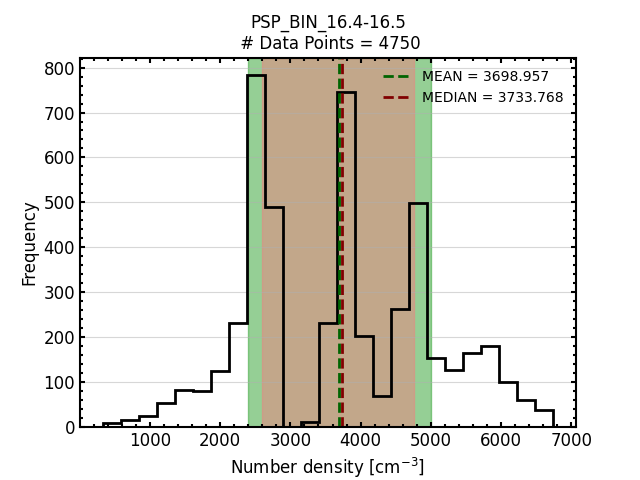 PSP_BIN_16.4-16.5
# Data Points = 4750
MEAN = 3698.957
MEDIAN = 3733.768
Frequency
800
700
600
500
400
300
200
100
0
1000 2000 3000 4000 5000 6000 7000
Number density [cm⁻³]